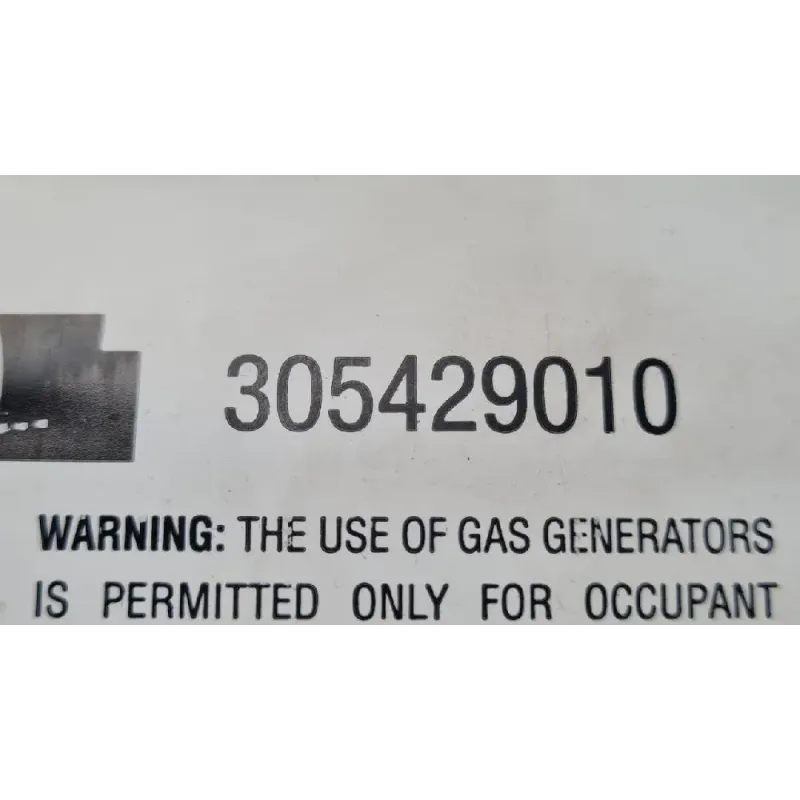 305429010
WARNING: THE USE OF GAS GENERATORS
IS PERMITTED ONLY FOR OCCUPANT